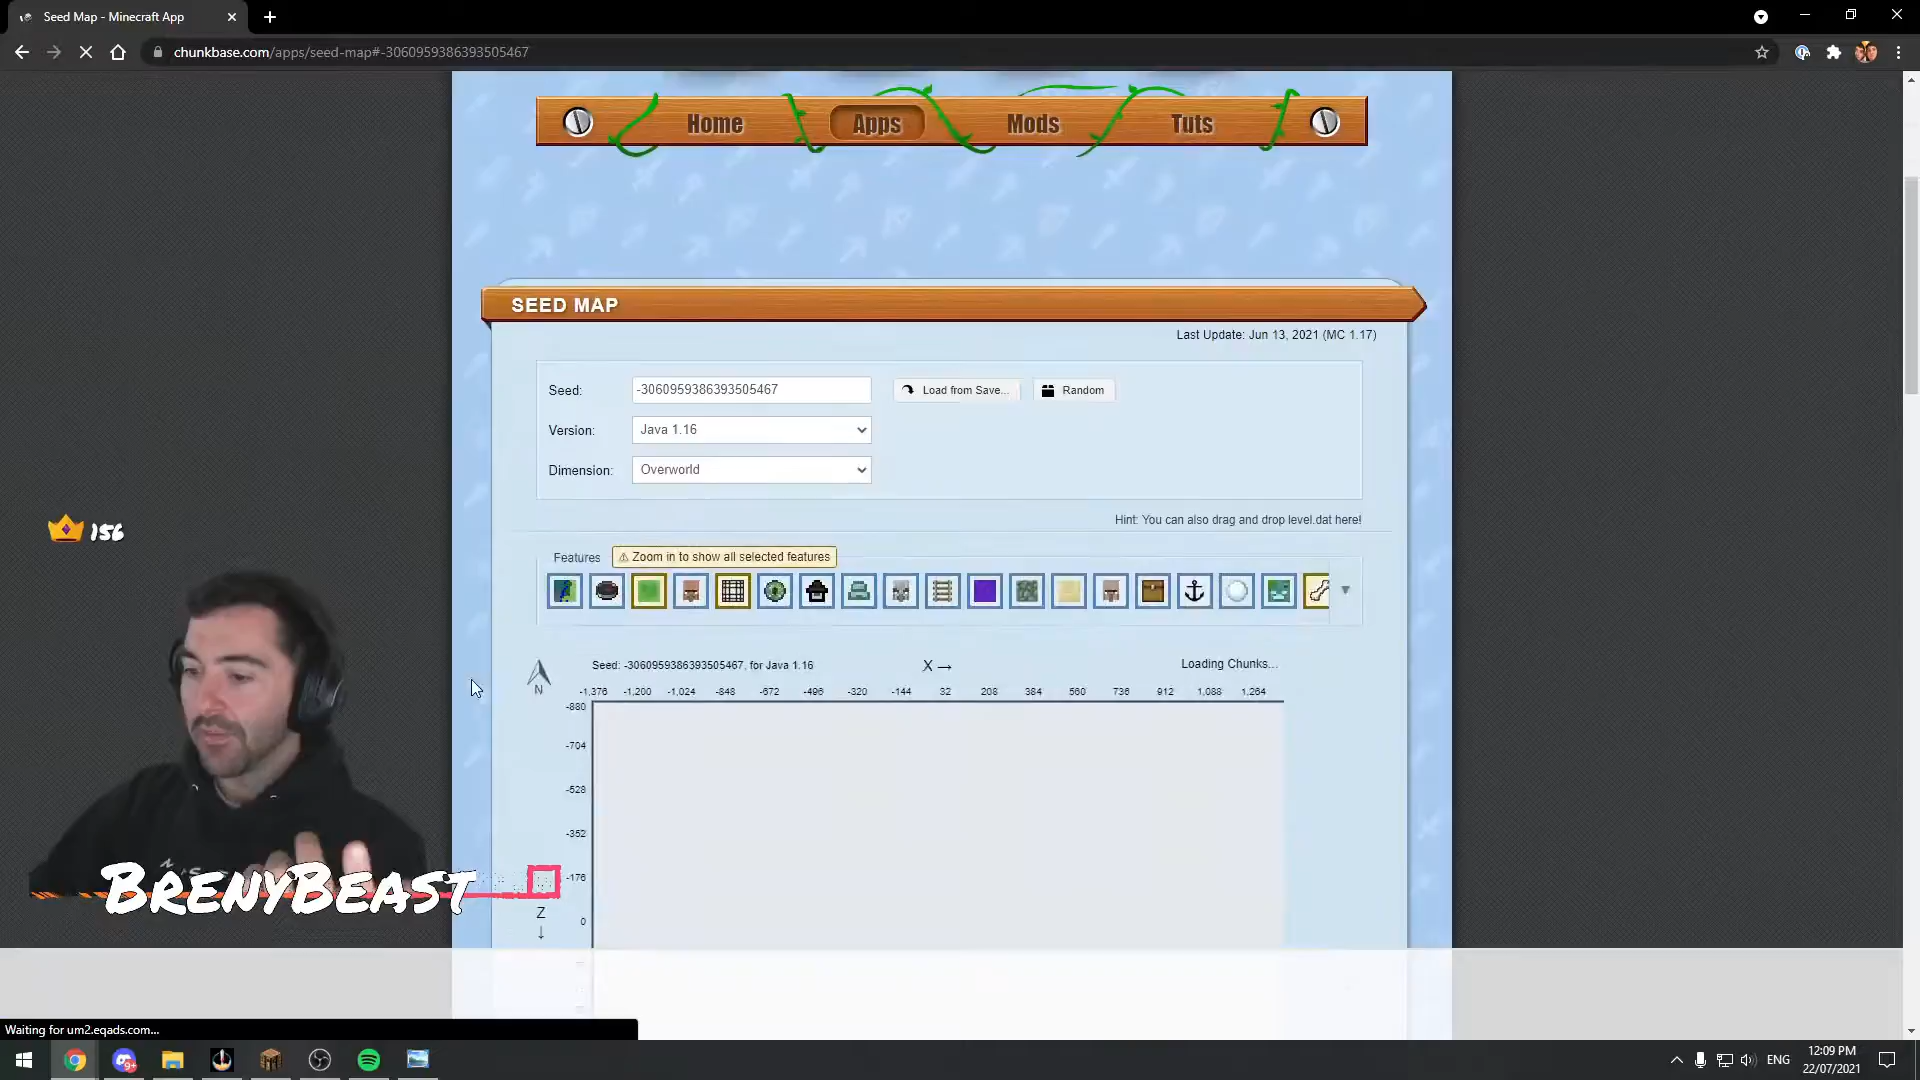 Seed Map - Minecraft App
chunkbase.com/apps/seed-map#-3060959386393505467
Home Apps Mods Tuts
SEED MAP
Last Update: Jun 13, 2021 (MC 1.17)
Seed: -3060959386393505467 Load from Save... Random
Version: Java 1.16
Dimension: Overworld
Hint: You can also drag and drop level.dat here!
156
Features Zoom in to show all selected features
Seed: -3060959386393505467, for Java 1.16 X → Loading Chunks...
N
-1,376 -1,200 -1,024 -848 -672 -496 -320 -144 32 208 384 560 736 912 1,088 1,264
-880
-704
-528
-352
-176
BRENYBEAST
Z
0
↓
Waiting for um2.eqads.com...
9+
ENG
12:09 PM
22/07/2021